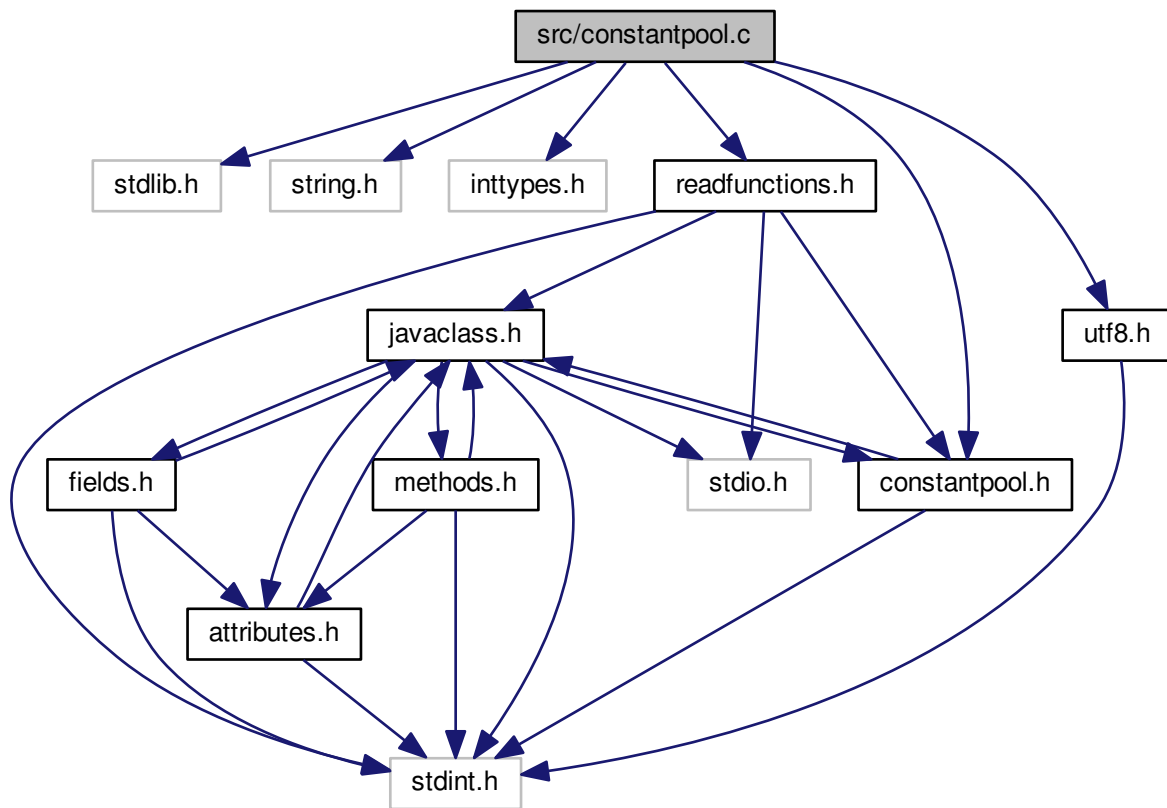 src/constantpool.c
stdlib.h
string.h
inttypes.h
readfunctions.h
javaclass.h
utf8.h
fields.h
methods.h
stdio.h
constantpool.h
attributes.h
stdint.h